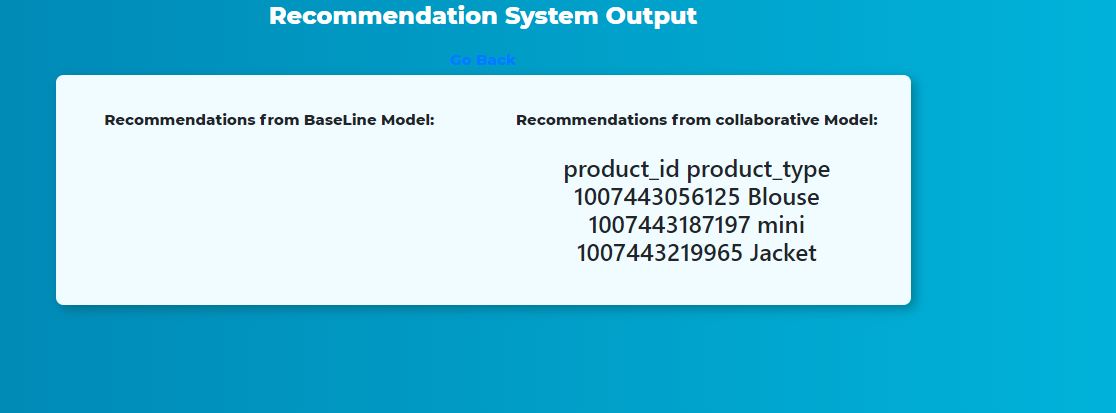 Recommendation System Output
Go Back
Recommendations from BaseLine Model:
Recommendations from collaborative Model:
product_id product_type
1007443056125 Blouse
1007443187197 mini
1007443219965 Jacket